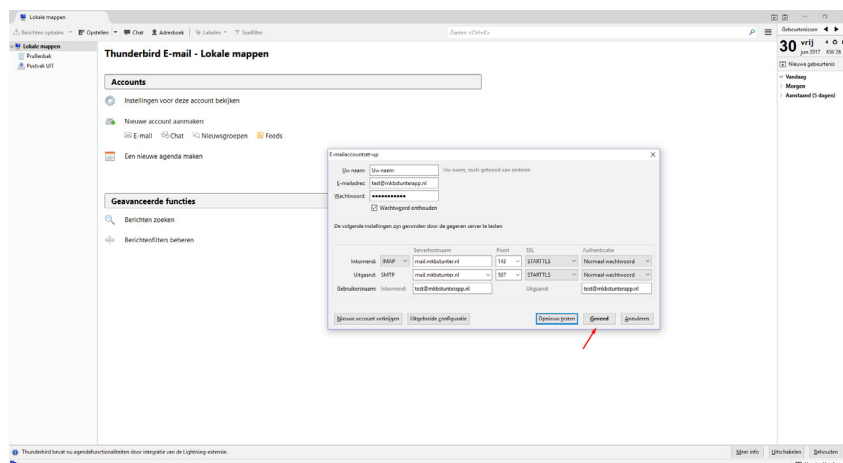 Lokale mappen
Berichten ophalen
Opstellen
Chat
Adresboek
Labelen
Snelfilter
Zoeken <Ctrl+K>
Gebeurtenissen
Lokale mappen
Prullenbak
Postvak UIT
Thunderbird E-mail - Lokale mappen
30 vrij
jun 2017 KW 26
Nieuwe gebeurtenis
Vandaag
Morgen
Aanstaand (5 dagen)
Accounts
Instellingen voor deze account bekijken
Nieuwe account aanmaken:
E-mail Chat Nieuwsgroepen Feeds
Een nieuwe agenda maken
Geavanceerde functies
Berichten zoeken
Berichtenfilters beheren
E-mailaccountset-up
Uw naam: Uw naam Uw naam, zoals getoond aan anderen
E-mailadres: test@mkbstunterapp.nl
Wachtwoord:
Wachtwoord onthouden
De volgende instellingen zijn gevonden door de gegeven server te testen
Serverhostnaam Poort SSL Authenticatie
Inkomend: IMAP mail.mkbstunter.nl 143 STARTTLS Normaal wachtwoord
Uitgaand: SMTP mail.mkbstunter.nl 587 STARTTLS Normaal wachtwoord
Gebruikersnaam: Inkomend: test@mkbstunterapp.nl Uitgaand: test@mkbstunterapp.nl
Nieuwe account verkrijgen Uitgebreide configuratie Opnieuw testen Gereed Annuleren
Thunderbird bevat nu agendafunctionaliteiten door integratie van de Lightning-extensie.
Meer info Uitschakelen Behouden